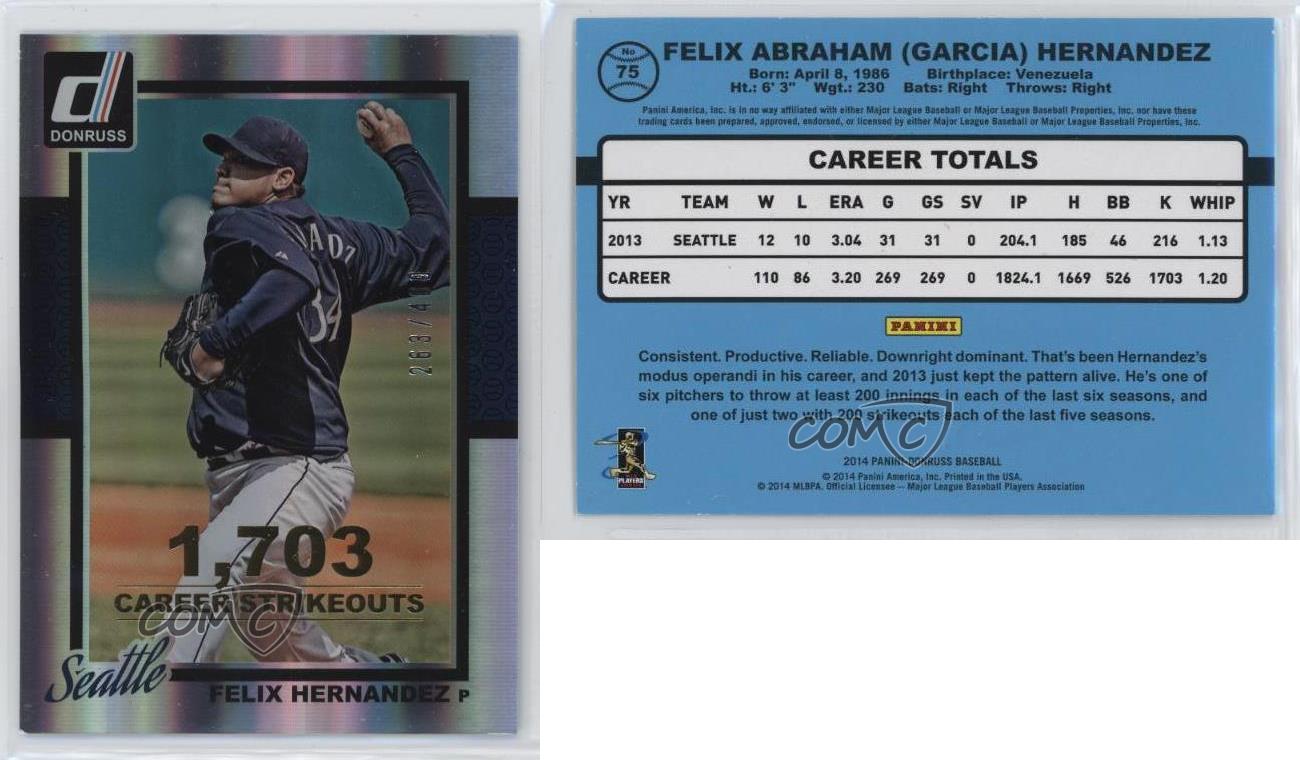 DONRUSS
34
263/410
1,703
CAREER STRIKEOUTS
COMC
Seattle
FELIX HERNANDEZ P
No
75
FELIX ABRAHAM (GARCIA) HERNANDEZ
Born: April 8, 1986 Birthplace: Venezuela
Ht.: 6' 3" Wgt.: 230 Bats: Right Throws: Right
Panini America, Inc. is in no way affiliated with either Major League Baseball or Major League Baseball Properties, Inc. nor have these
trading cards been prepared, approved, endorsed, or licensed by either Major League Baseball or Major League Baseball Properties, Inc.
CAREER TOTALS
YR TEAM W L ERA G GS SV IP H BB K WHIP
2013 SEATTLE 12 10 3.04 31 31 0 204.1 185 46 216 1.13
CAREER 110 86 3.20 269 269 0 1824.1 1669 526 1703 1.20
PANINI
Consistent. Productive. Reliable. Downright dominant. That's been Hernandez's
modus operandi in his career, and 2013 just kept the pattern alive. He's one of
six pitchers to throw at least 200 innings in each of the last six seasons, and
one of just two with 200 strikeouts each of the last five seasons.
COMC
PLAYERS
2014 PANINI-DONRUSS BASEBALL
© 2014 Panini America, Inc. Printed in the USA.
© 2014 MLBPA. Official Licensee – Major League Baseball Players Association